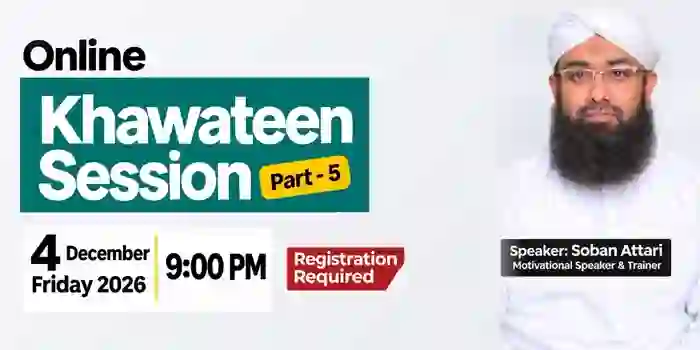 Online
Khawateen
Session
Part - 5
4 December
Friday 2026
9:00 PM
Registration
Required
Speaker: Soban Attari
Motivational Speaker & Trainer